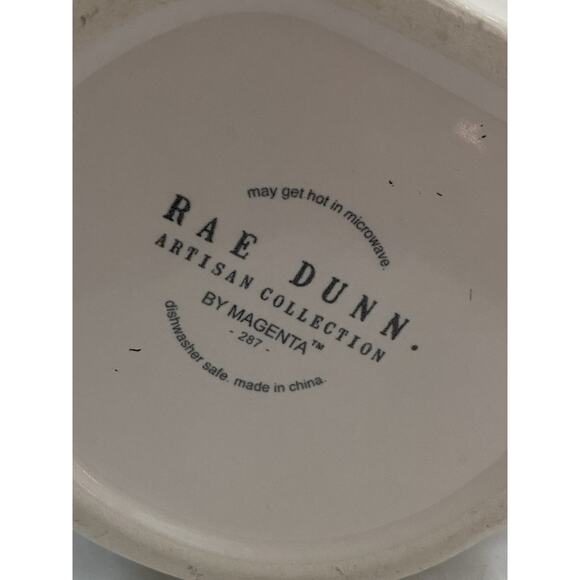 may get hot in microwave.
RAE DUNN.
ARTISAN COLLECTION
BY MAGENTA™
- 287 -
dishwasher safe. made in china.